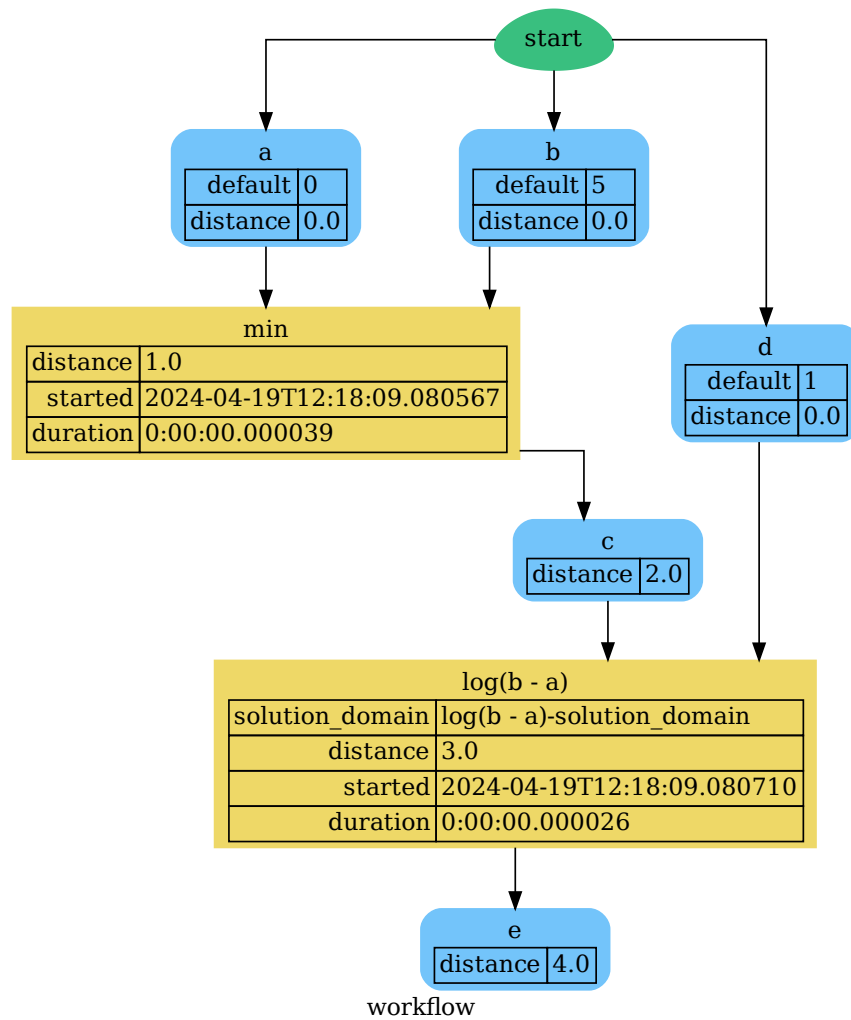 start
a
default 0
distance 0.0
b
default 5
distance 0.0
min
distance 1.0
started 2024-04-19T12:18:09.080567
duration 0:00:00.000039
d
default 1
distance 0.0
c
distance 2.0
log(b - a)
solution_domain log(b - a)-solution_domain
distance 3.0
started 2024-04-19T12:18:09.080710
duration 0:00:00.000026
e
distance 4.0
workflow